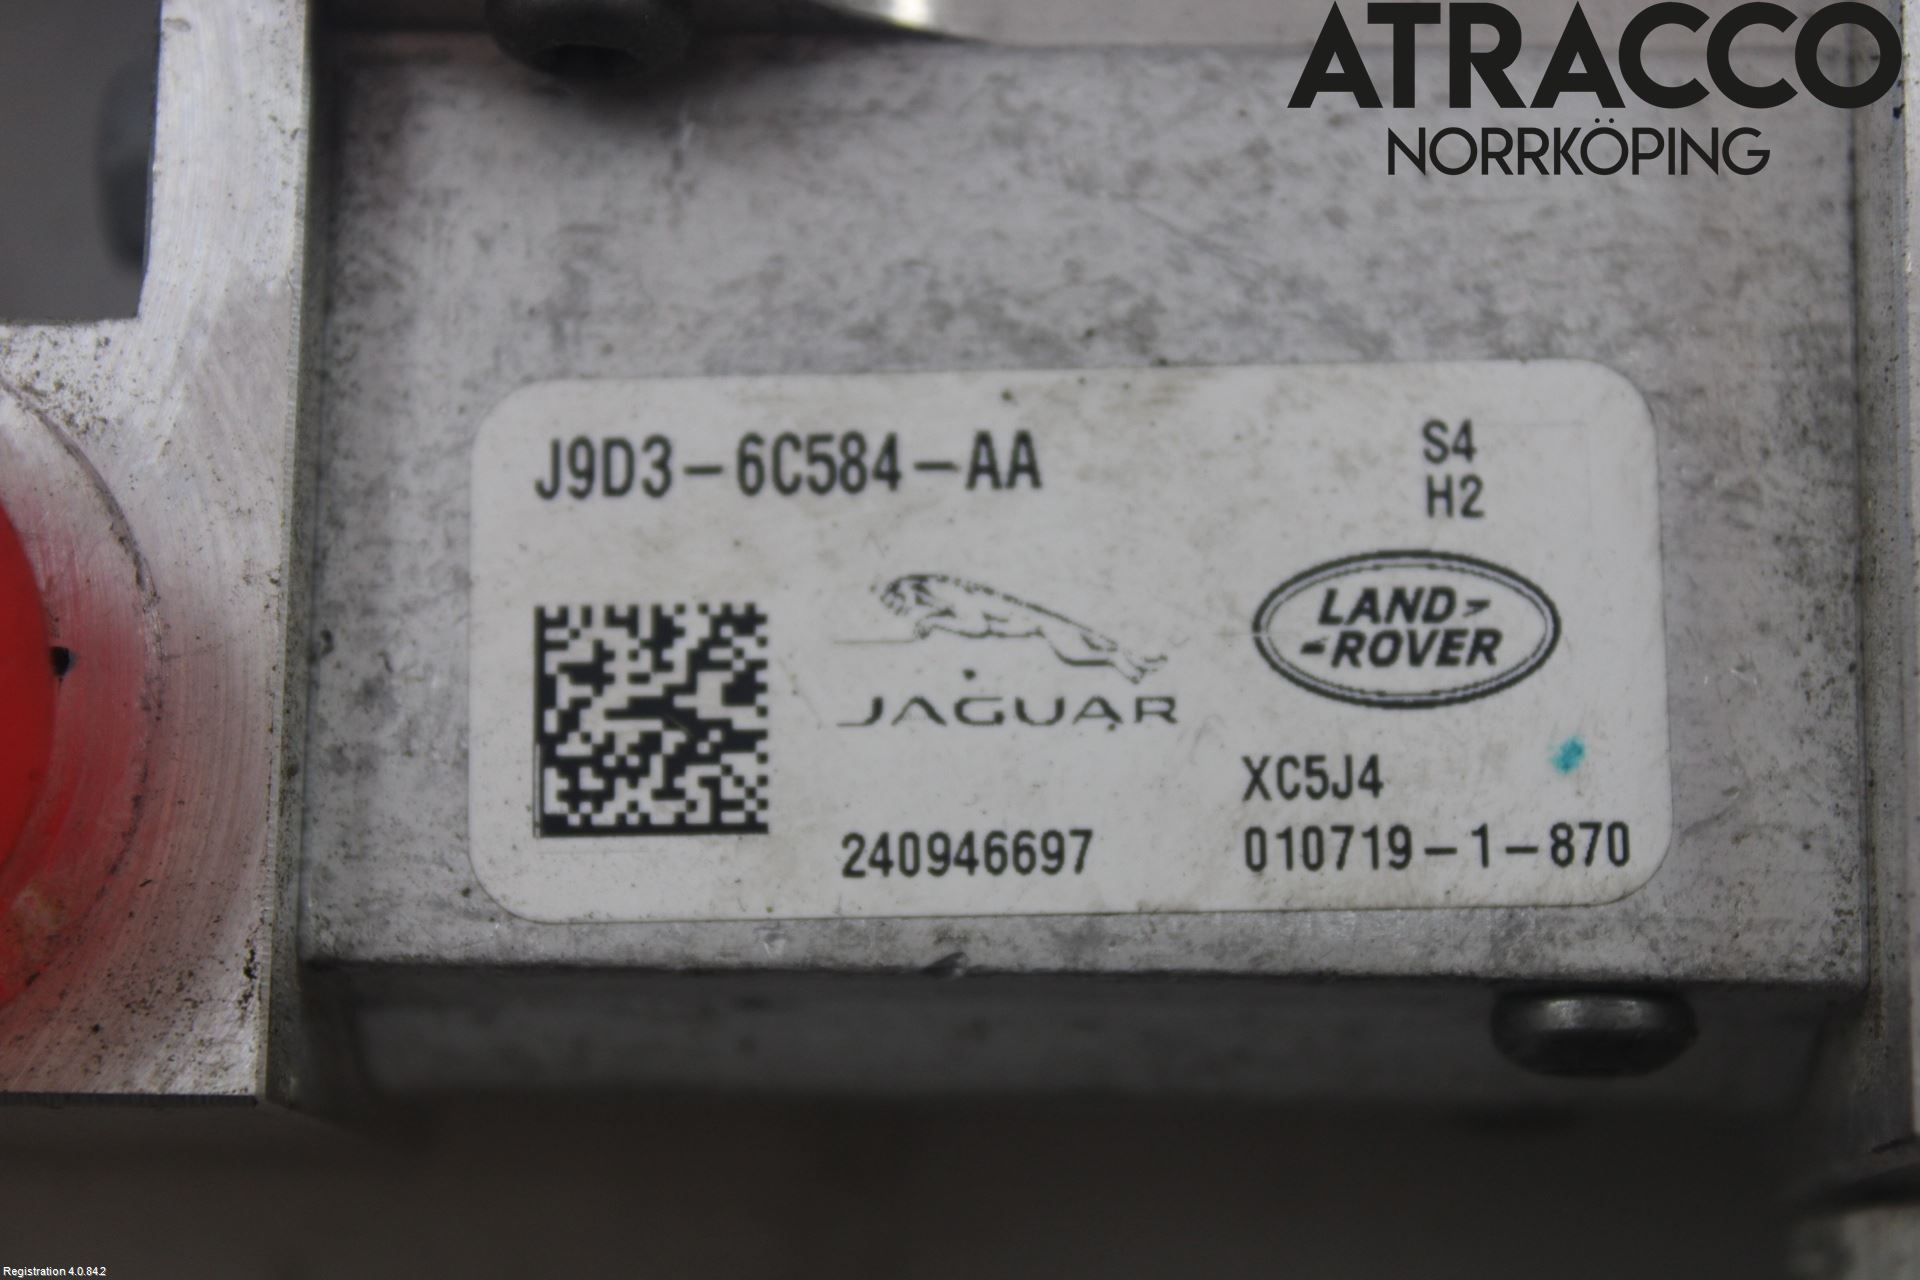 ATRACCO
NORRKÖPING
J9D3-6C584-AA
S4
H2
LAND-
-ROVER
JAGUAR
XC5J4
240946697
010719-1-870
Registration 4.0.84.2